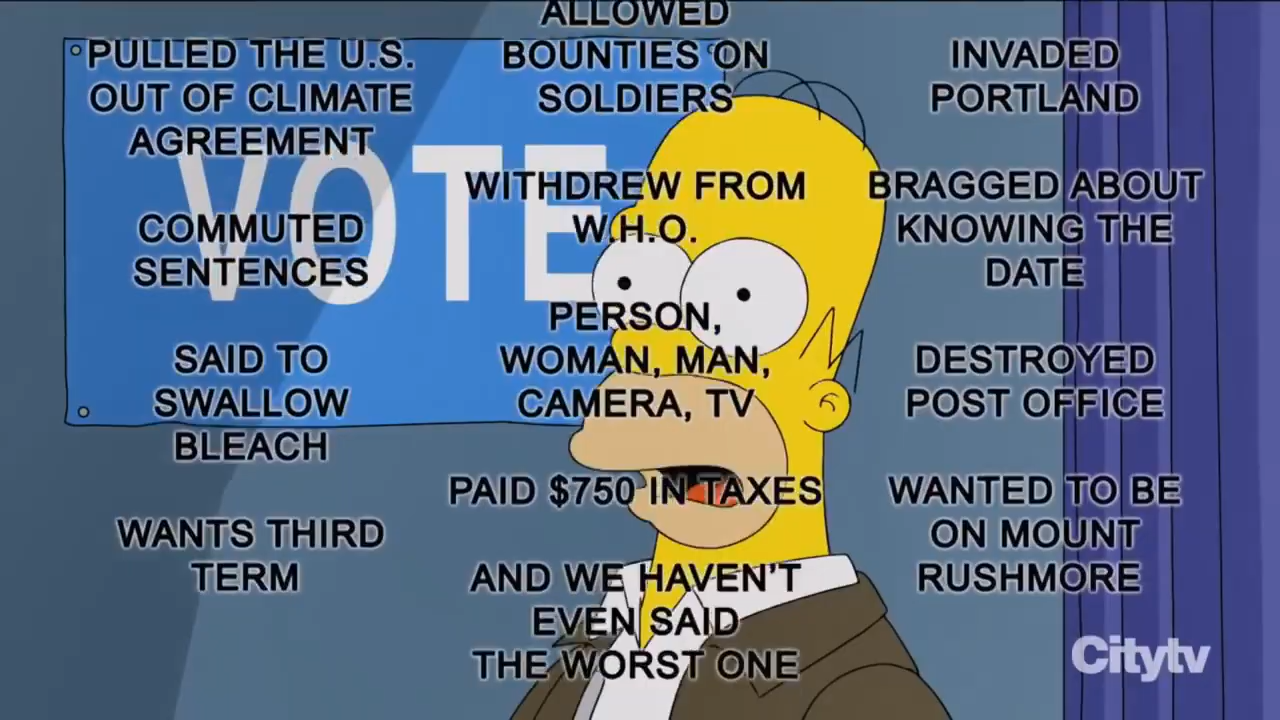 PULLED THE U.S.
OUT OF CLIMATE
AGREEMENT
COMMUTED
SENTENCES
SAID TO
SWALLOW
BLEACH
WANTS THIRD
TERM
ALLOWED
BOUNTIES ON
SOLDIERS
WITHDREW FROM
W.H.O.
PERSON,
WOMAN, MAN,
CAMERA, TV
PAID $750 IN TAXES
AND WE HAVEN'T
EVEN SAID
THE WORST ONE
INVADED
PORTLAND
BRAGGED ABOUT
KNOWING THE
DATE
DESTROYED
POST OFFICE
WANTED TO BE
ON MOUNT
RUSHMORE
VOTE
Citytv